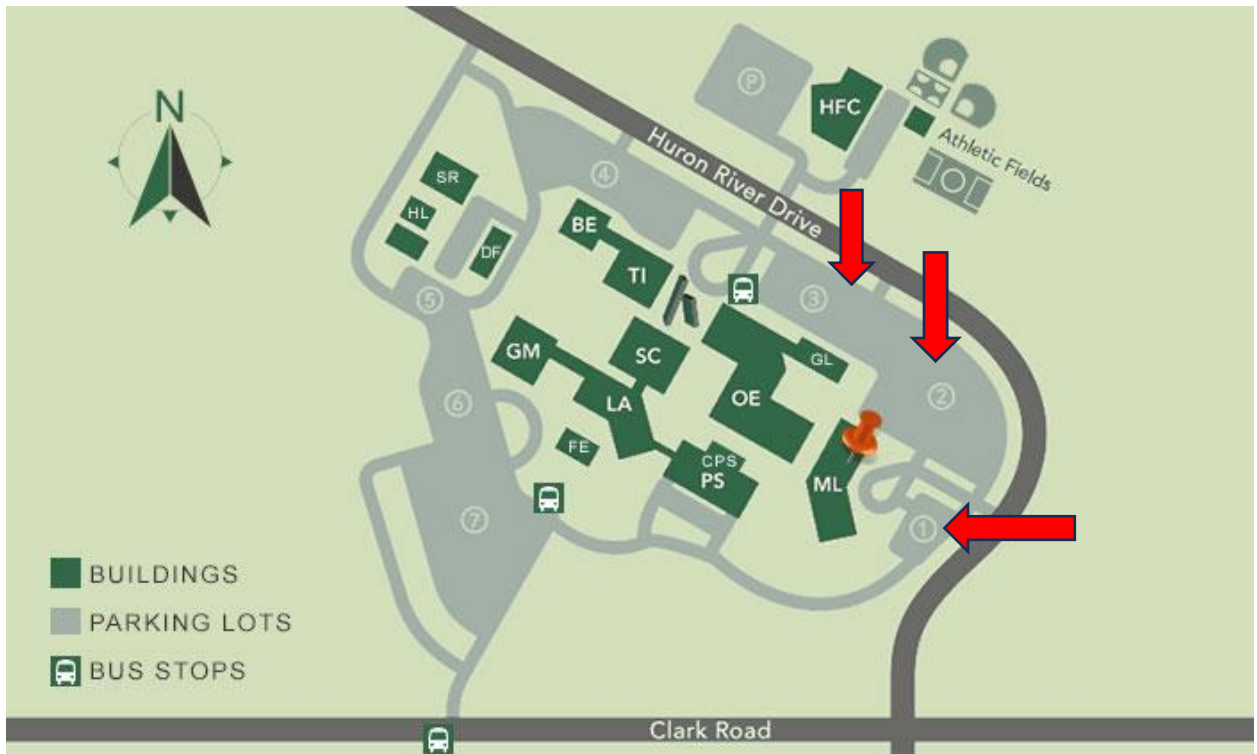 N
P
HFC
Athletic Fields
Huron River Drive
SR
4
HL
BE
DF
TI
5
3
GM
SC
GL
OE
2
LA
6
FE
CPS
PS
ML
7
1
BUILDINGS
PARKING LOTS
BUS STOPS
Clark Road